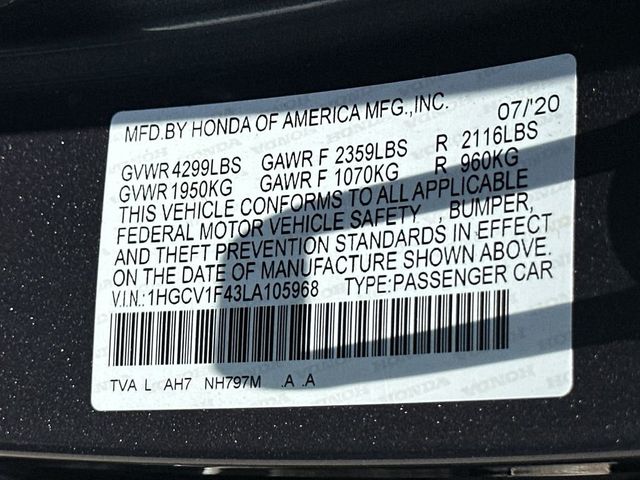 MFD.BY HONDA OF AMERICA MFG.,INC. 07/'20
GVWR 4299LBS GAWR F 2359LBS R 2116LBS
GVWR 1950KG GAWR F 1070KG R 960KG
THIS VEHICLE CONFORMS TO ALL APPLICABLE
FEDERAL MOTOR VEHICLE SAFETY , BUMPER,
AND THEFT PREVENTION STANDARDS IN EFFECT
ON THE DATE OF MANUFACTURE SHOWN ABOVE.
V.I.N.:1HGCV1F43LA105968 TYPE:PASSENGER CAR
TVA L AH7 NH797M .A .A